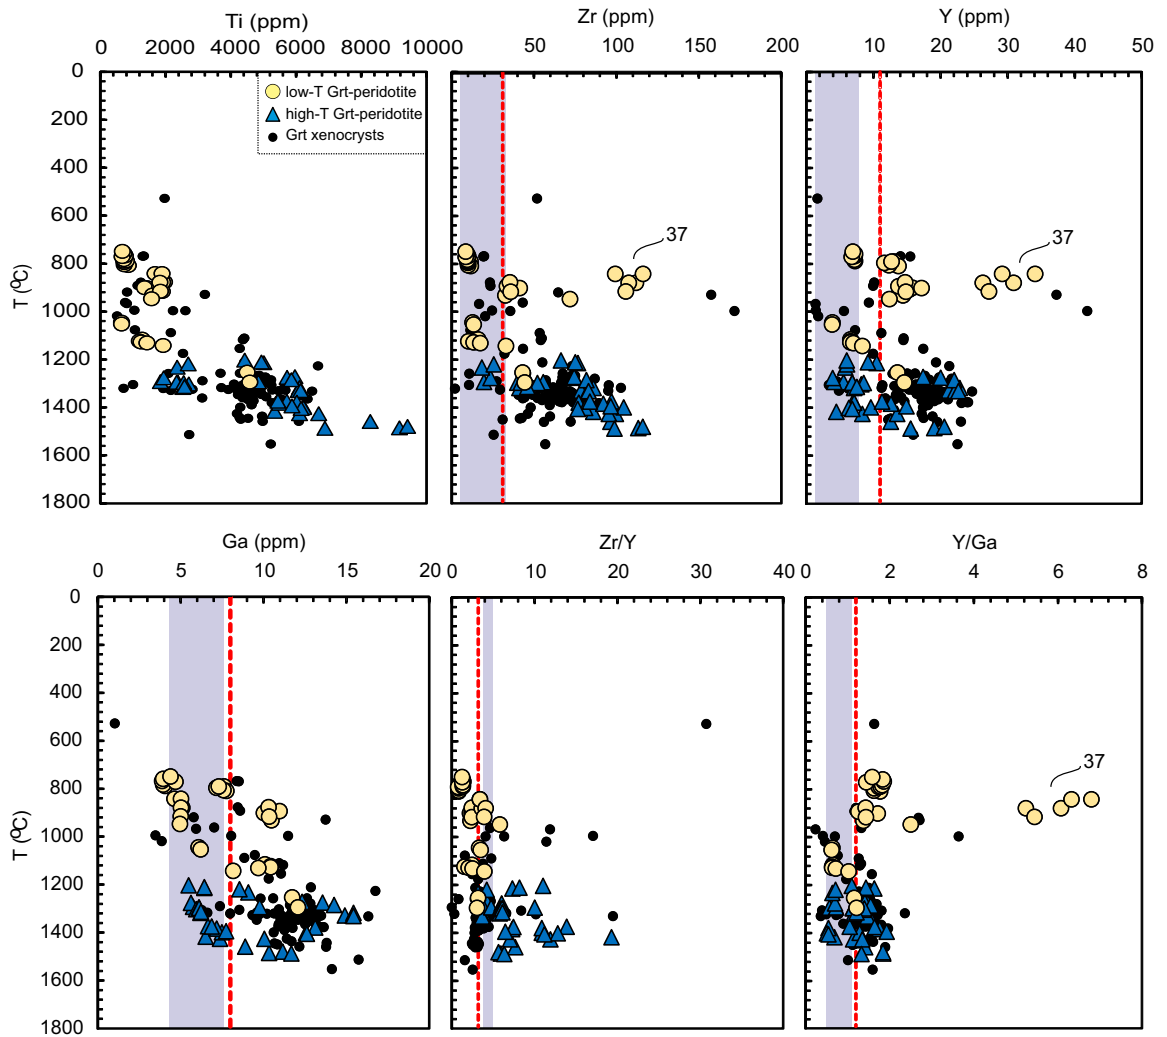 Ti (ppm)
0 2000 4000 6000 8000 10000
Zr (ppm)
50 100 150 200
Y (ppm)
10 20 30 40 50
0
200
400
600
800
1000
1200
1400
1600
1800
T (ºC)
low-T Grt-peridotite
high-T Grt-peridotite
Grt xenocrysts
37
37
Ga (ppm)
0 5 10 15 20
Zr/Y
0 10 20 30 40
Y/Ga
0 2 4 6 8
0
200
400
600
800
1000
1200
1400
1600
1800
T (ºC)
37